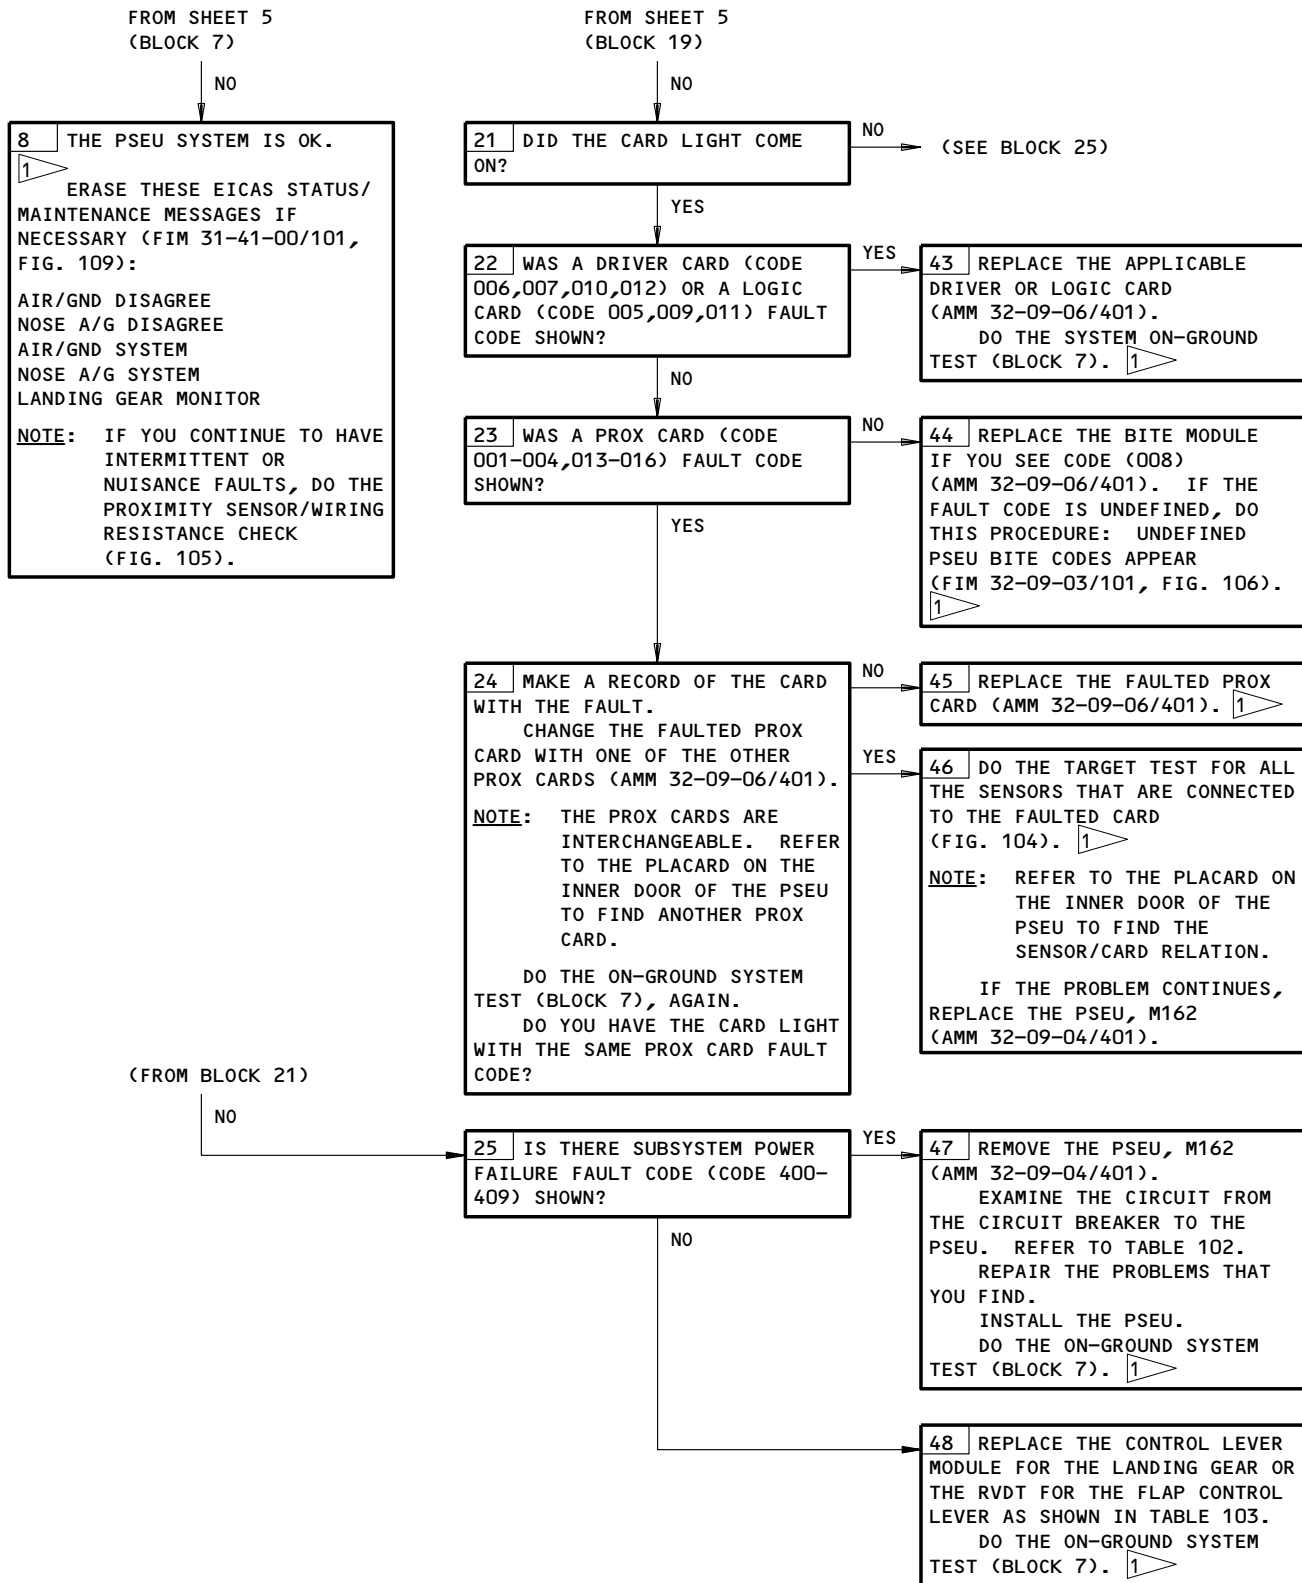 FROM SHEET 5
(BLOCK 7)
NO
8 THE PSEU SYSTEM IS OK.
1
ERASE THESE EICAS STATUS/
MAINTENANCE MESSAGES IF
NECESSARY (FIM 31-41-00/101,
FIG. 109):
AIR/GND DISAGREE
NOSE A/G DISAGREE
AIR/GND SYSTEM
NOSE A/G SYSTEM
LANDING GEAR MONITOR
NOTE: IF YOU CONTINUE TO HAVE
INTERMITTENT OR
NUISANCE FAULTS, DO THE
PROXIMITY SENSOR/WIRING
RESISTANCE CHECK
(FIG. 105).
FROM SHEET 5
(BLOCK 19)
NO
21 DID THE CARD LIGHT COME
ON?
NO
(SEE BLOCK 25)
YES
22 WAS A DRIVER CARD (CODE
006,007,010,012) OR A LOGIC
CARD (CODE 005,009,011) FAULT
CODE SHOWN?
YES
43 REPLACE THE APPLICABLE
DRIVER OR LOGIC CARD
(AMM 32-09-06/401).
DO THE SYSTEM ON-GROUND
TEST (BLOCK 7). 1
NO
23 WAS A PROX CARD (CODE
001-004,013-016) FAULT CODE
SHOWN?
NO
44 REPLACE THE BITE MODULE
IF YOU SEE CODE (008)
(AMM 32-09-06/401). IF THE
FAULT CODE IS UNDEFINED, DO
THIS PROCEDURE: UNDEFINED
PSEU BITE CODES APPEAR
(FIM 32-09-03/101, FIG. 106).
1
YES
24 MAKE A RECORD OF THE CARD
WITH THE FAULT.
CHANGE THE FAULTED PROX
CARD WITH ONE OF THE OTHER
PROX CARDS (AMM 32-09-06/401).
NOTE: THE PROX CARDS ARE
INTERCHANGEABLE. REFER
TO THE PLACARD ON THE
INNER DOOR OF THE PSEU
TO FIND ANOTHER PROX
CARD.
DO THE ON-GROUND SYSTEM
TEST (BLOCK 7), AGAIN.
DO YOU HAVE THE CARD LIGHT
WITH THE SAME PROX CARD FAULT
CODE?
NO
45 REPLACE THE FAULTED PROX
CARD (AMM 32-09-06/401). 1
YES
46 DO THE TARGET TEST FOR ALL
THE SENSORS THAT ARE CONNECTED
TO THE FAULTED CARD
(FIG. 104). 1
NOTE: REFER TO THE PLACARD ON
THE INNER DOOR OF THE
PSEU TO FIND THE
SENSOR/CARD RELATION.
IF THE PROBLEM CONTINUES,
REPLACE THE PSEU, M162
(AMM 32-09-04/401).
(FROM BLOCK 21)
NO
25 IS THERE SUBSYSTEM POWER
FAILURE FAULT CODE (CODE 400-
409) SHOWN?
YES
47 REMOVE THE PSEU, M162
(AMM 32-09-04/401).
EXAMINE THE CIRCUIT FROM
THE CIRCUIT BREAKER TO THE
PSEU. REFER TO TABLE 102.
REPAIR THE PROBLEMS THAT
YOU FIND.
INSTALL THE PSEU.
DO THE ON-GROUND SYSTEM
TEST (BLOCK 7). 1
NO
48 REPLACE THE CONTROL LEVER
MODULE FOR THE LANDING GEAR OR
THE RVDT FOR THE FLAP CONTROL
LEVER AS SHOWN IN TABLE 103.
DO THE ON-GROUND SYSTEM
TEST (BLOCK 7). 1